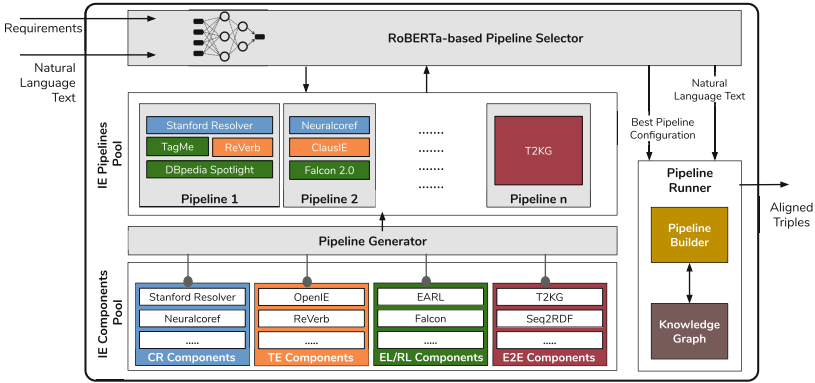 Requirements
Natural
Language
Text
RoBERTa-based Pipeline Selector
IE Pipelines
Pool
Stanford Resolver
TagMe
ReVerb
DBpedia Spotlight
Pipeline 1
Neuralcoref
ClausIE
Falcon 2.0
Pipeline 2
.......
.......
.......
.......
T2KG
Pipeline n
Best Pipeline
Configuration
Natural
Language Text
Pipeline
Runner
Pipeline
Builder
Knowledge
Graph
Aligned
Triples
Pipeline Generator
IE Components
Pool
Stanford Resolver
Neuralcoref
.....
CR Components
OpenIE
ReVerb
.....
TE Components
EARL
Falcon
.....
EL/RL Components
T2KG
Seq2RDF
.....
E2E Components